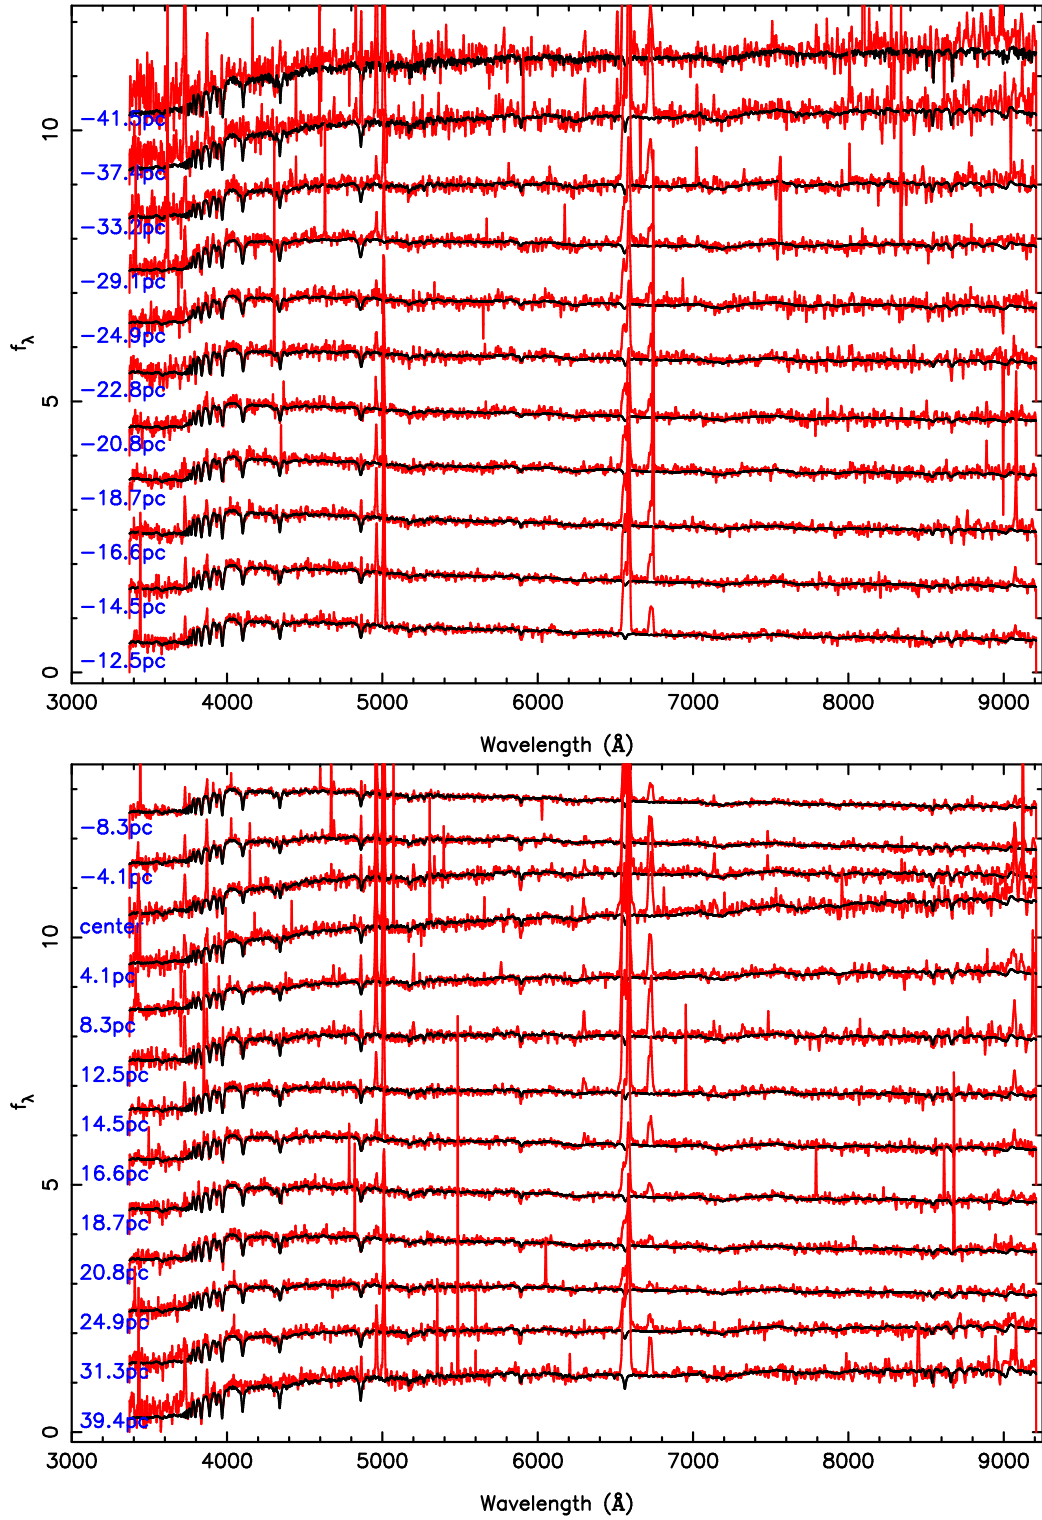 10
5
0
f_λ
−41.5pc
−37.4pc
−33.2pc
−29.1pc
−24.9pc
−22.8pc
−20.8pc
−18.7pc
−16.6pc
−14.5pc
−12.5pc
3000 4000 5000 6000 7000 8000 9000
Wavelength (Å)
10
5
0
f_λ
−8.3pc
−4.1pc
center
4.1pc
8.3pc
12.5pc
14.5pc
16.6pc
18.7pc
20.8pc
24.9pc
31.3pc
39.4pc
3000 4000 5000 6000 7000 8000 9000
Wavelength (Å)